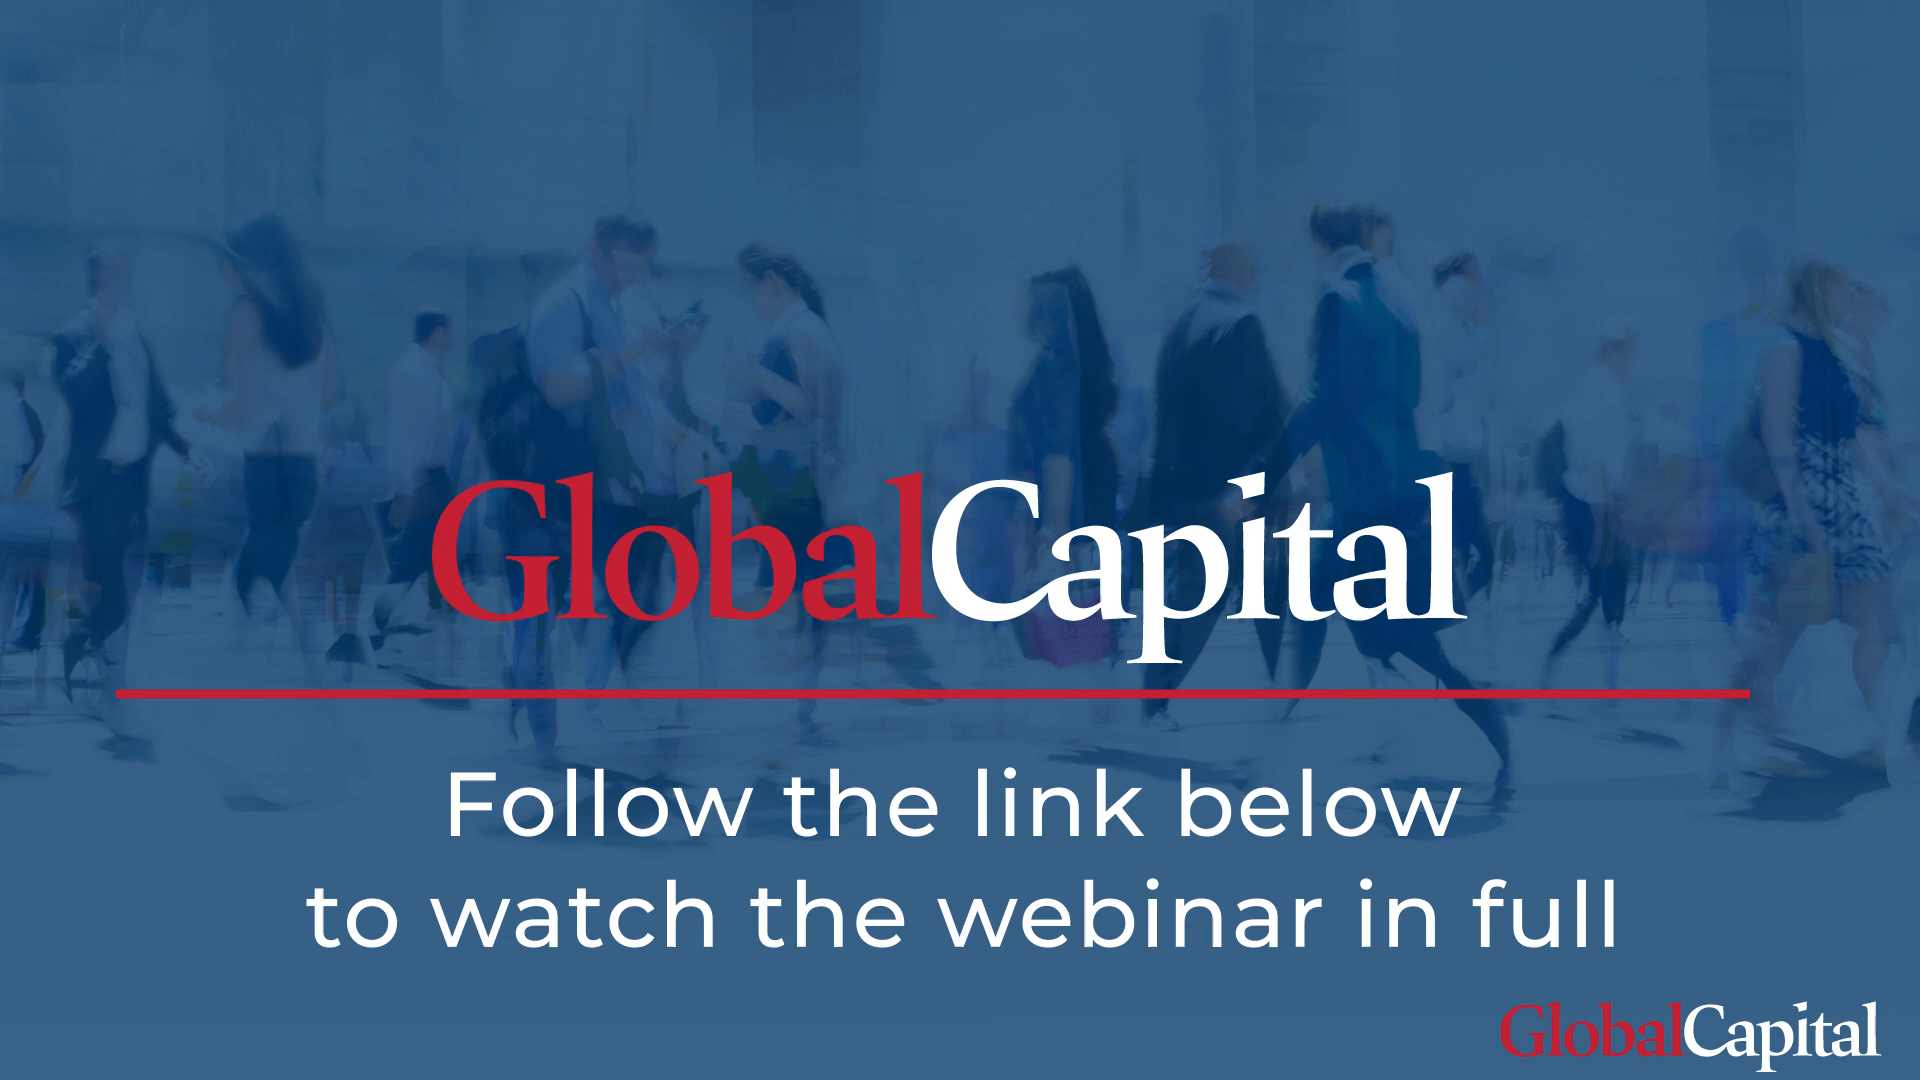 GlobalCapital
Follow the link below
to watch the webinar in full
GlobalCapital